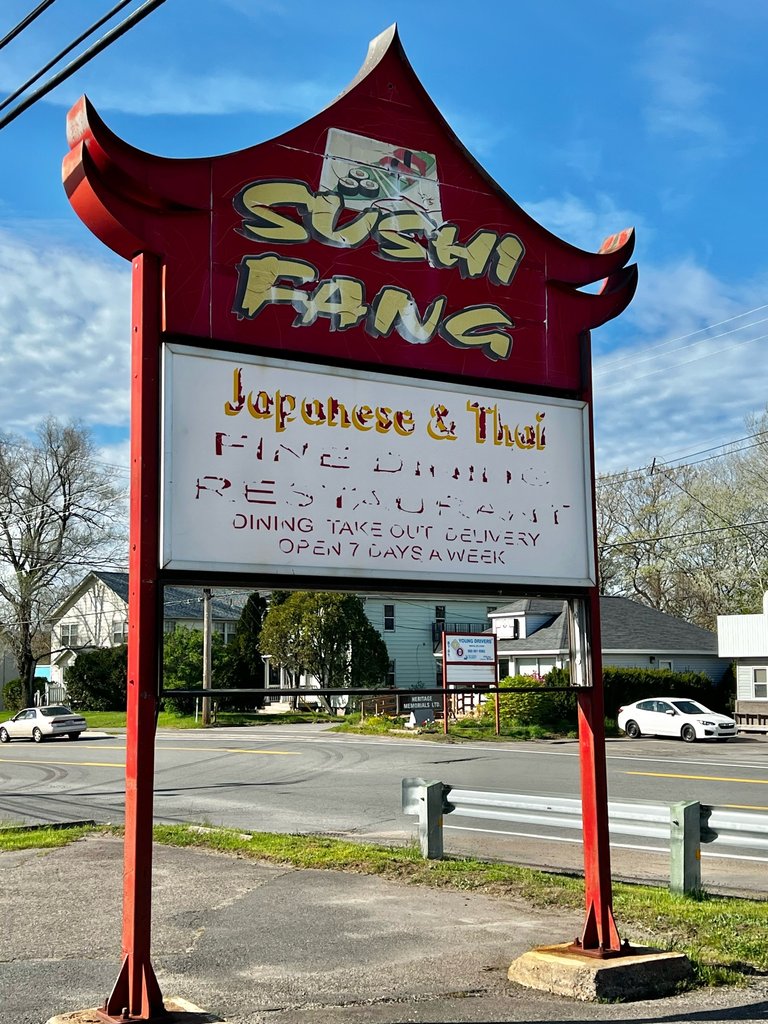 SUSHI
FANG
Japanese & Thai
FINE DINING
RESTAURANT
DINING TAKE OUT DELIVERY
OPEN 7 DAYS A WEEK
YOUNG DRIVERS
HERITAGE
MEMORIALS LTD.